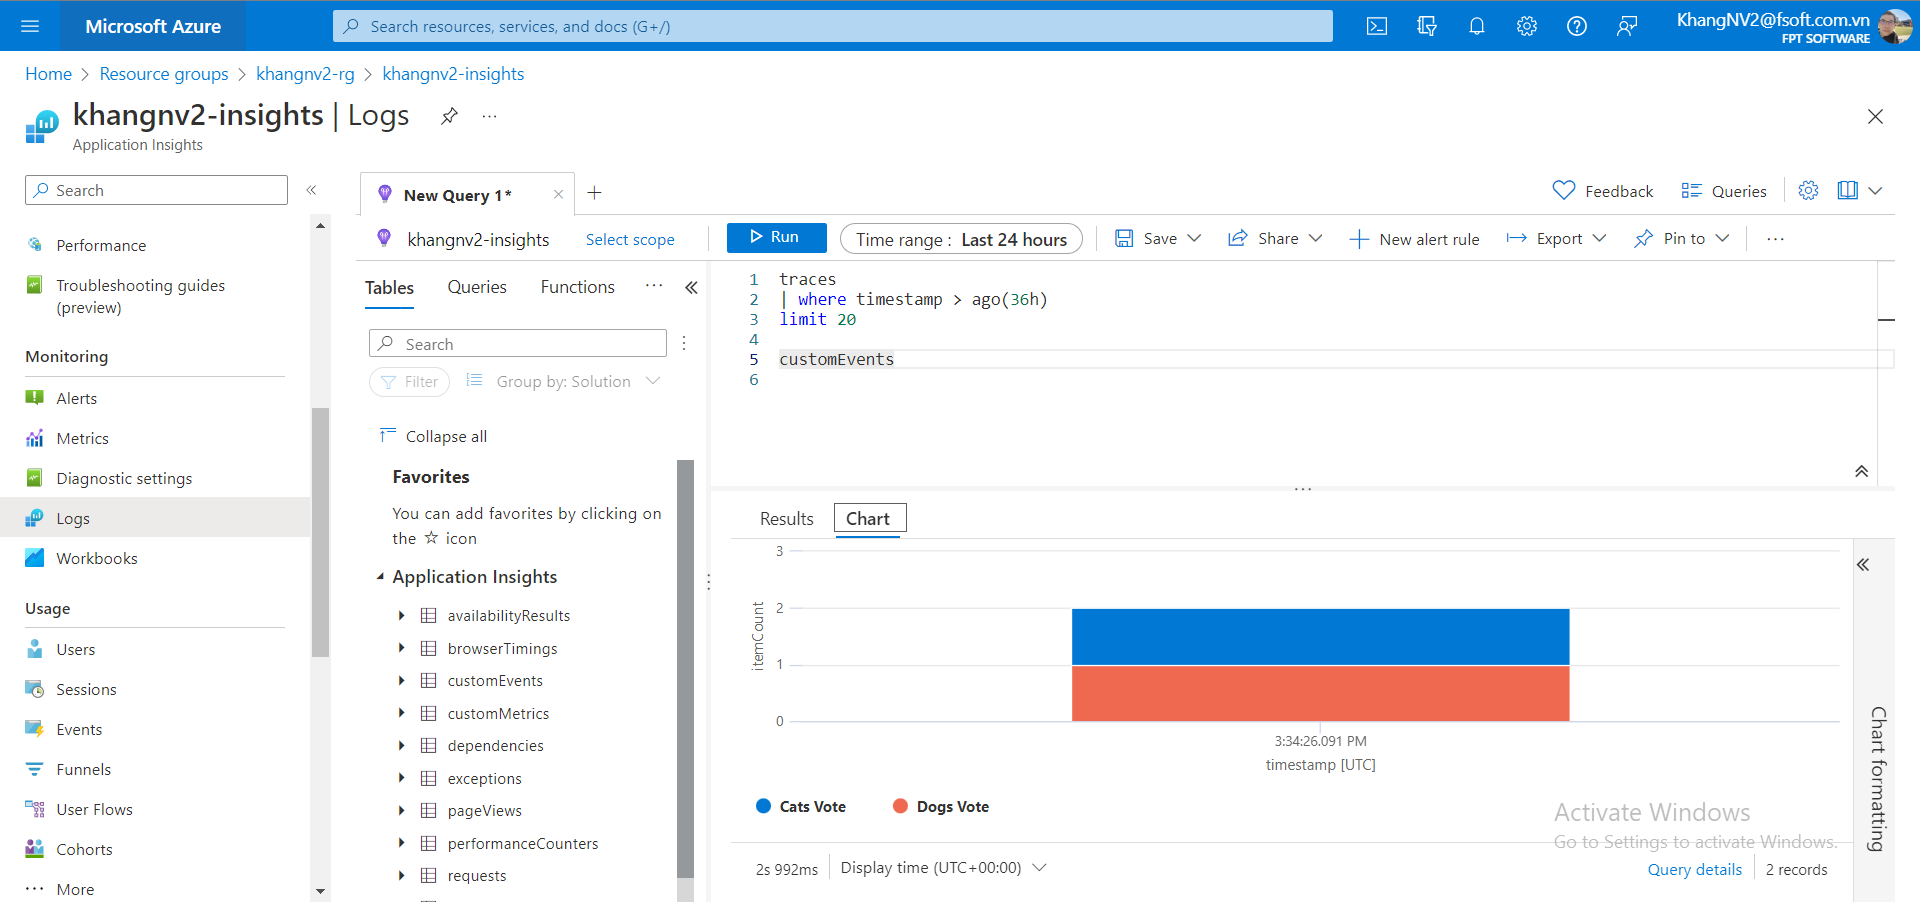 Microsoft Azure
Search resources, services, and docs (G+/)
KhangNV2@fsoft.com.vn
FPT SOFTWARE
Home > Resource groups > khangnv2-rg > khangnv2-insights
khangnv2-insights | Logs
...
Application Insights
Search
«
Performance
Troubleshooting guides
(preview)
Monitoring
Alerts
Metrics
Diagnostic settings
Logs
Workbooks
Usage
Users
Sessions
Events
Funnels
User Flows
Cohorts
... More
New Query 1*
Feedback
Queries
khangnv2-insights
Select scope
Run
Time range : Last 24 hours
Save
Share
New alert rule
Export
Pin to
...
Tables
Queries
Functions
...
«
Search
Filter
Group by: Solution
Collapse all
Favorites
You can add favorites by clicking on
the ☆ icon
Application Insights
availabilityResults
browserTimings
customEvents
customMetrics
dependencies
exceptions
pageViews
performanceCounters
requests
1 traces
2 | where timestamp > ago(36h)
3 limit 20
4
5 customEvents
6
...
Results
Chart
3
2
1
0
itemCount
3:34:26.091 PM
timestamp [UTC]
Cats Vote
Dogs Vote
«
Chart formatting
Activate Windows
Go to Settings to activate Windows.
2s 992ms
Display time (UTC+00:00)
Query details
2 records